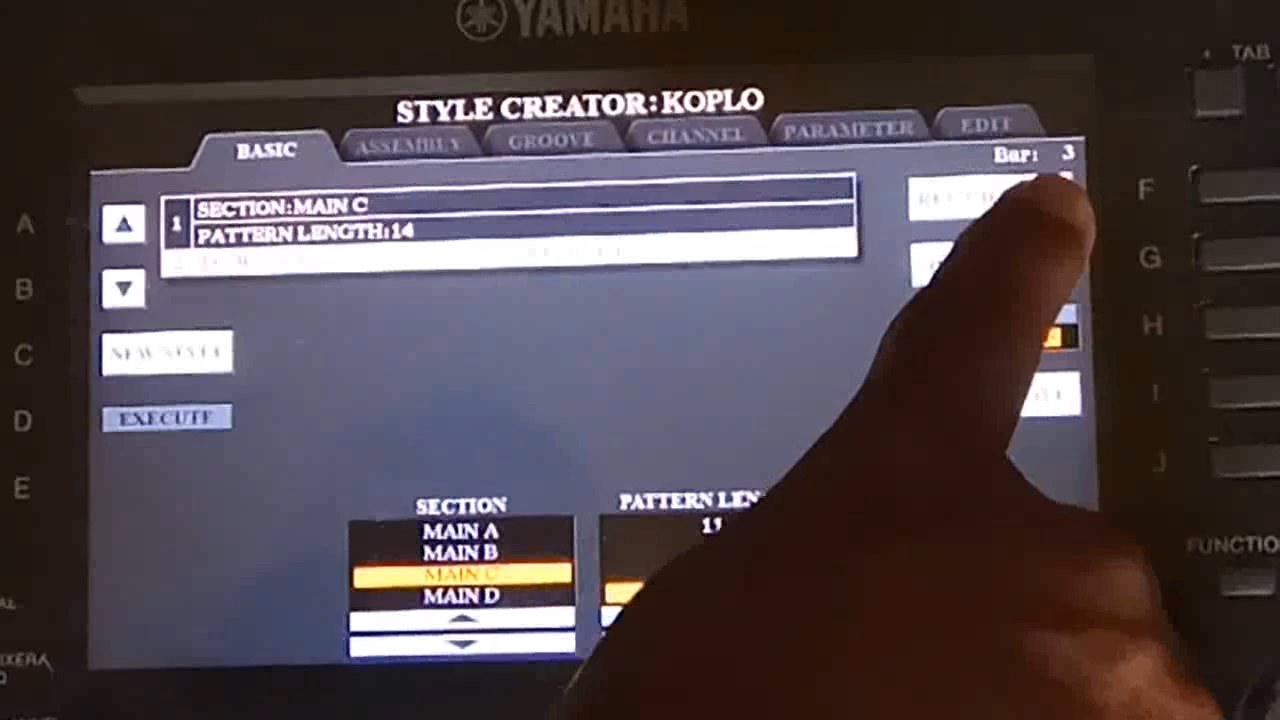 YAMAHA
TAB
STYLE CREATOR:KOPLO
BASIC ASSEMBLY GROOVE CHANNEL PARAMETER EDIT
Bar: 3
1 SECTION:MAIN C
PATTERN LENGTH:14
NEW STYLE
EXECUTE
A
B
C
D
E
F
G
H
I
J
SECTION
MAIN A
MAIN B
MAIN C
MAIN D
PATTERN LEN
FUNCTIO